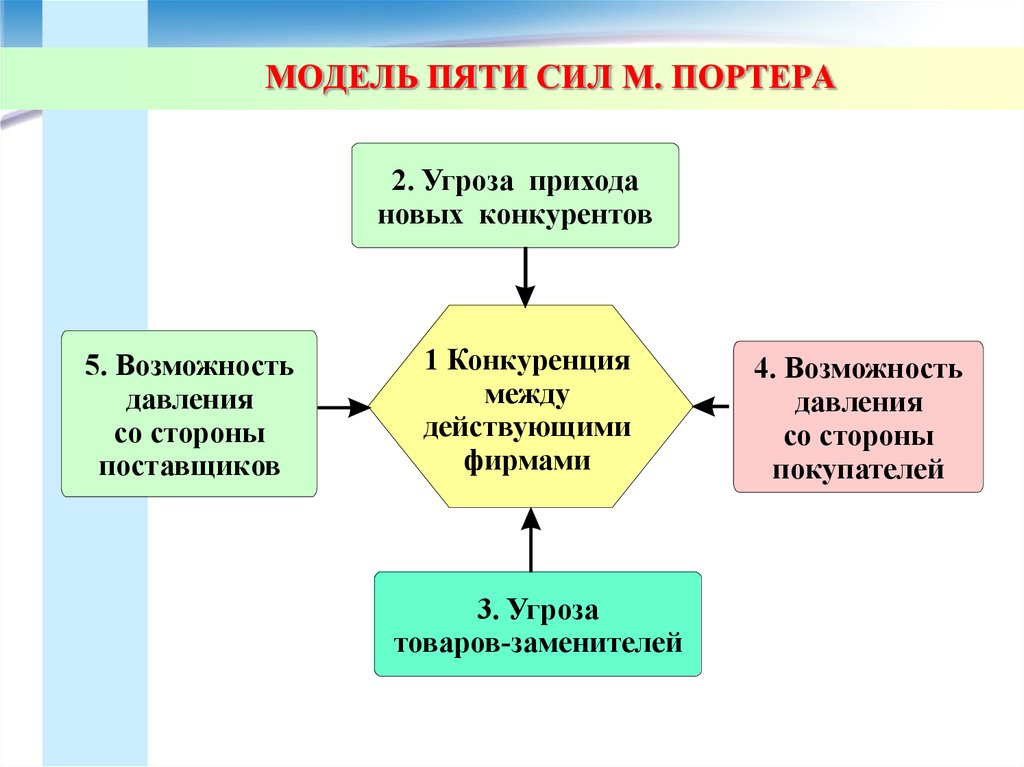 МОДЕЛЬ ПЯТИ СИЛ М. ПОРТЕРА
2. Угроза прихода
новых конкурентов
5. Возможность
давления
со стороны
поставщиков
1 Конкуренция
между
действующими
фирмами
4. Возможность
давления
со стороны
покупателей
3. Угроза
товаров-заменителей